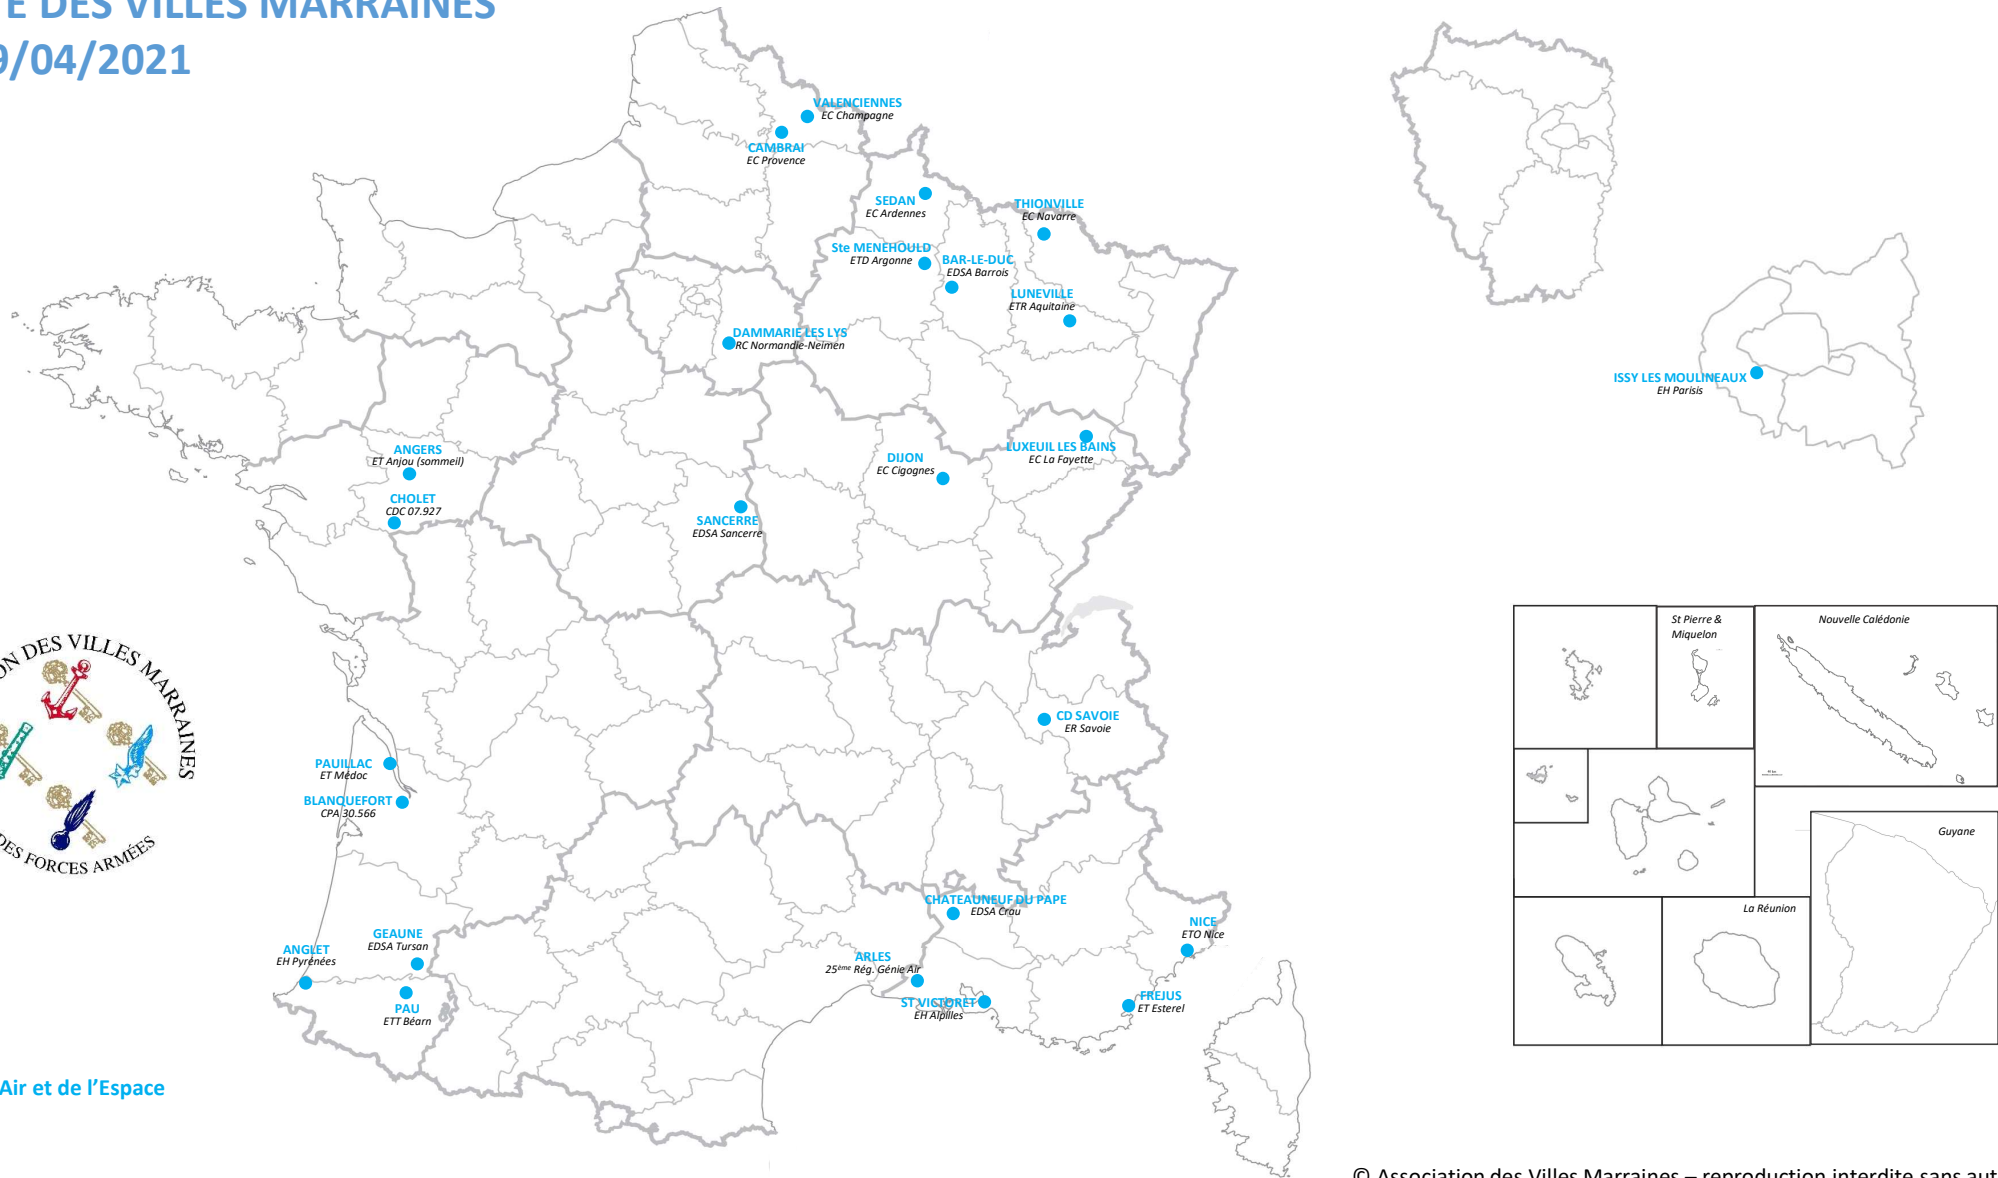 DES VILLES MARRAINES
9/04/2021
VALENCIENNES
EC Champagne
CAMBRAI
EC Provence
SEDAN
EC Ardennes
THIONVILLE
EC Navarre
Ste MENEHOULD
ETD Argonne
BAR-LE-DUC
EDSA Barrois
LUNEVILLE
ETR Aquitaine
DAMMARIE LES LYS
RC Normandie-Neimen
ISSY LES MOULINEAUX
EH Parisis
ANGERS
ET Anjou (sommeil)
CHOLET
CDC 07.927
LUXEUIL LES BAINS
EC La Fayette
DIJON
EC Cigognes
SANCERRE
EDSA Sancerre
CD SAVOIE
ER Savoie
PAUILLAC
ET Médoc
BLANQUEFORT
CPA 30.566
CHATEAUNEUF DU PAPE
EDSA Crau
NICE
ETO Nice
GEAUNE
EDSA Tursan
ANGLET
EH Pyrénées
PAU
ETT Béarn
ARLES
25ème Rég. Génie Air
ST VICTORET
EH Alpilles
FREJUS
ET Esterel
St Pierre &
Miquelon
Nouvelle Calédonie
Guyane
La Réunion
DES VILLES MARRAINES
DES FORCES ARMÉES
Air et de l’Espace
© Association des Villes Marraines – reproduction interdite sans